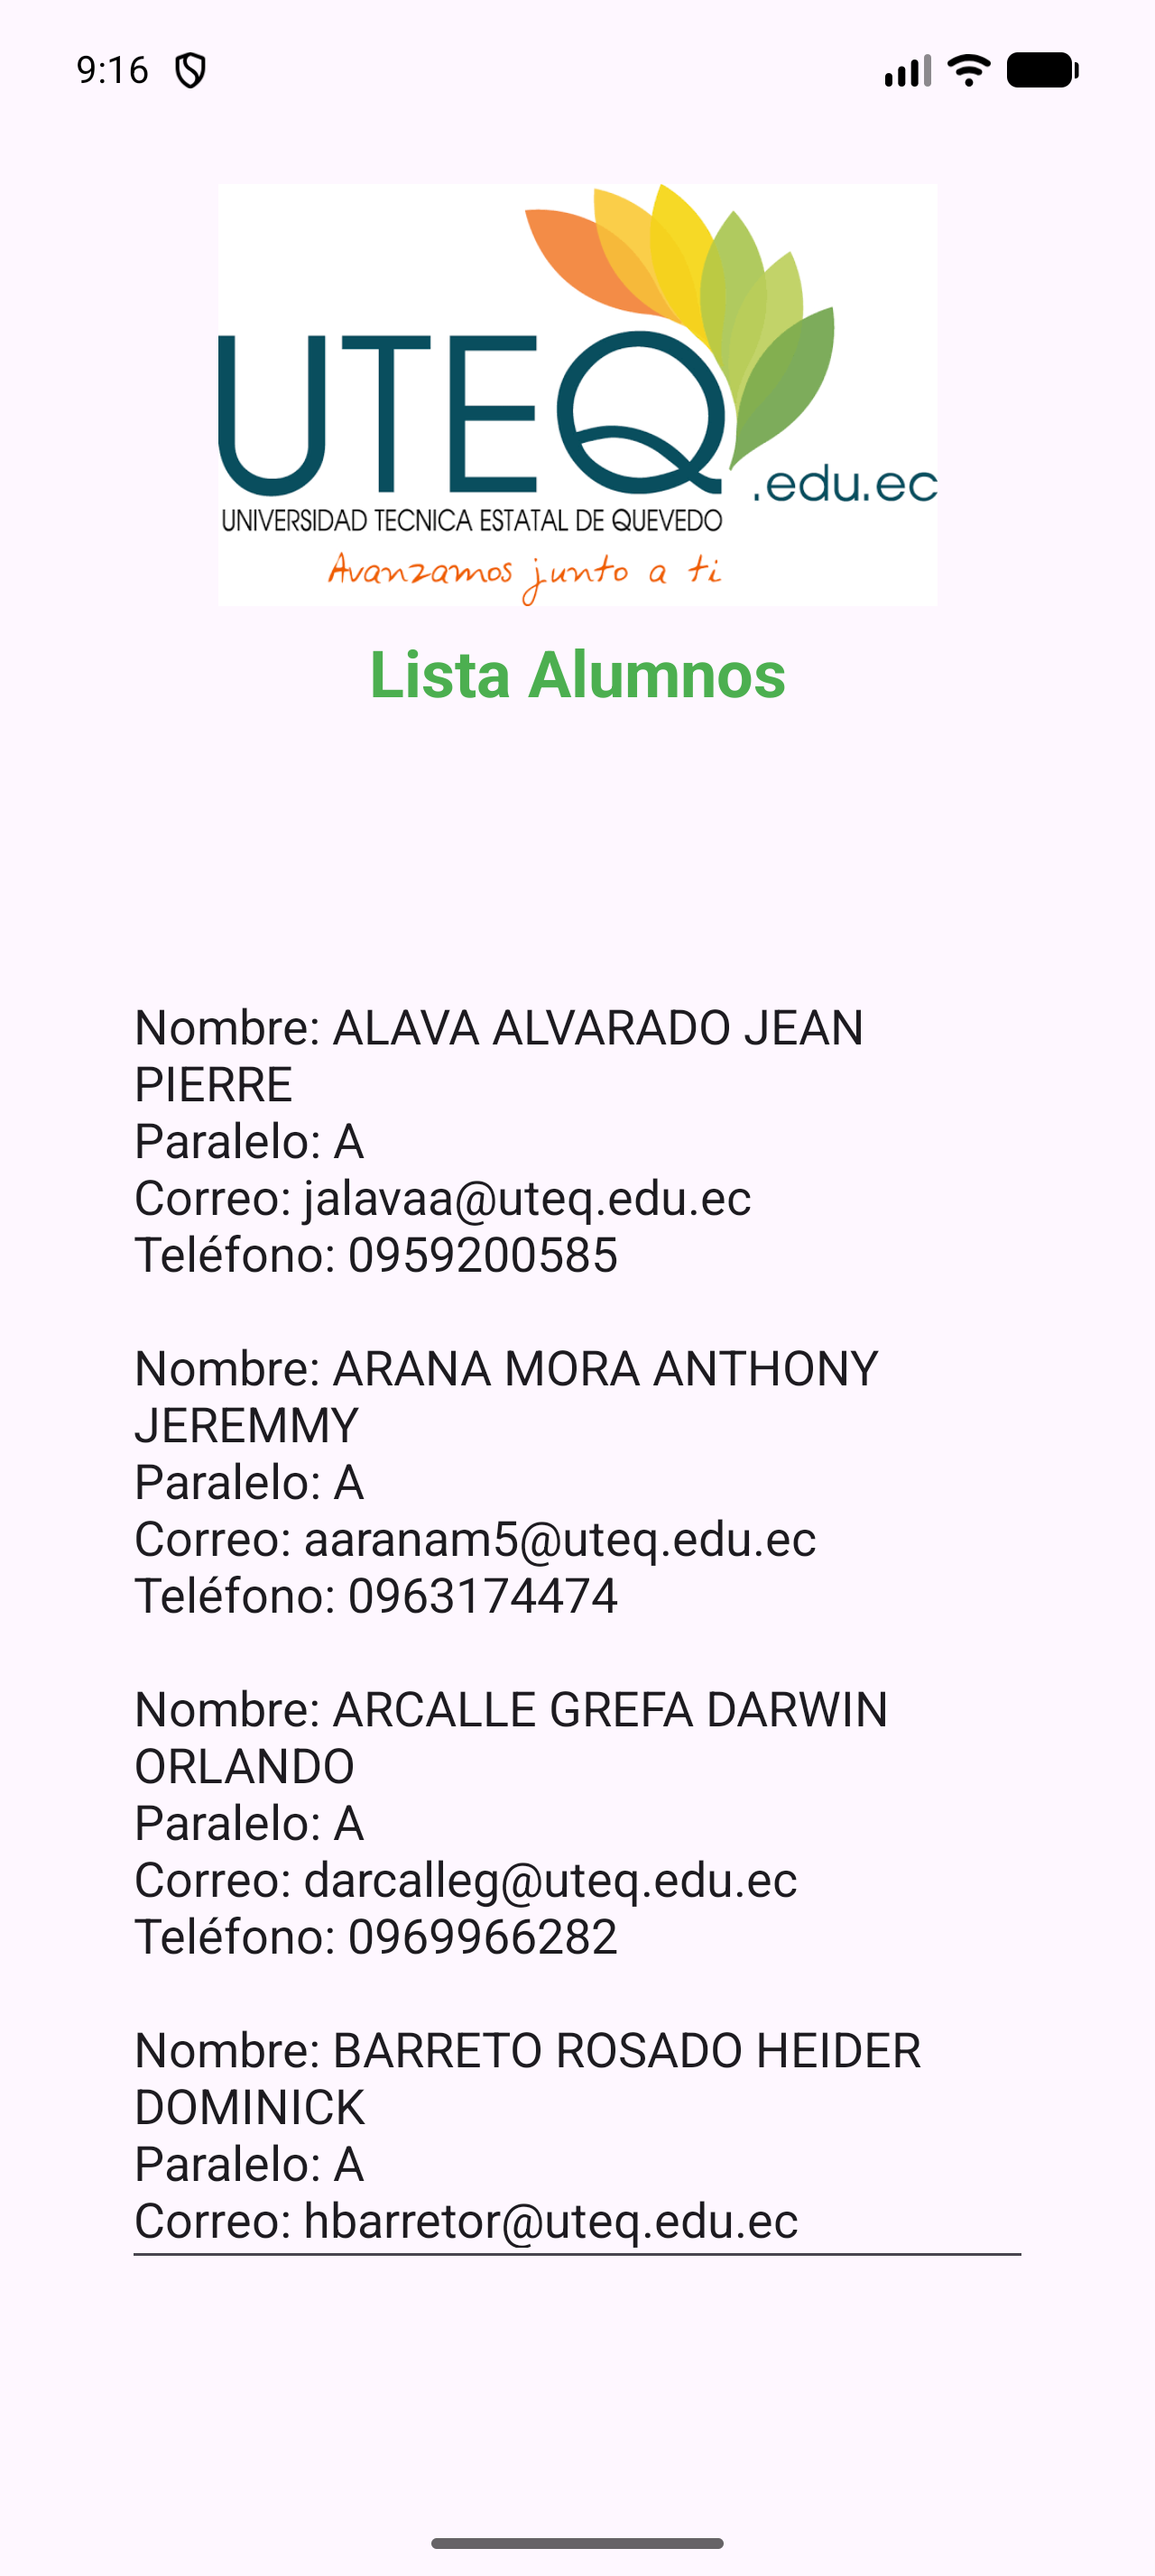 9:16
UTEQ
.edu.ec
UNIVERSIDAD TECNICA ESTATAL DE QUEVEDO
Avanzamos junto a ti
Lista Alumnos
Nombre: ALAVA ALVARADO JEAN
PIERRE
Paralelo: A
Correo: jalavaa@uteq.edu.ec
Teléfono: 0959200585
Nombre: ARANA MORA ANTHONY
JEREMMY
Paralelo: A
Correo: aaranam5@uteq.edu.ec
Teléfono: 0963174474
Nombre: ARCALLE GREFA DARWIN
ORLANDO
Paralelo: A
Correo: darcalleg@uteq.edu.ec
Teléfono: 0969966282
Nombre: BARRETO ROSADO HEIDER
DOMINICK
Paralelo: A
Correo: hbarretor@uteq.edu.ec